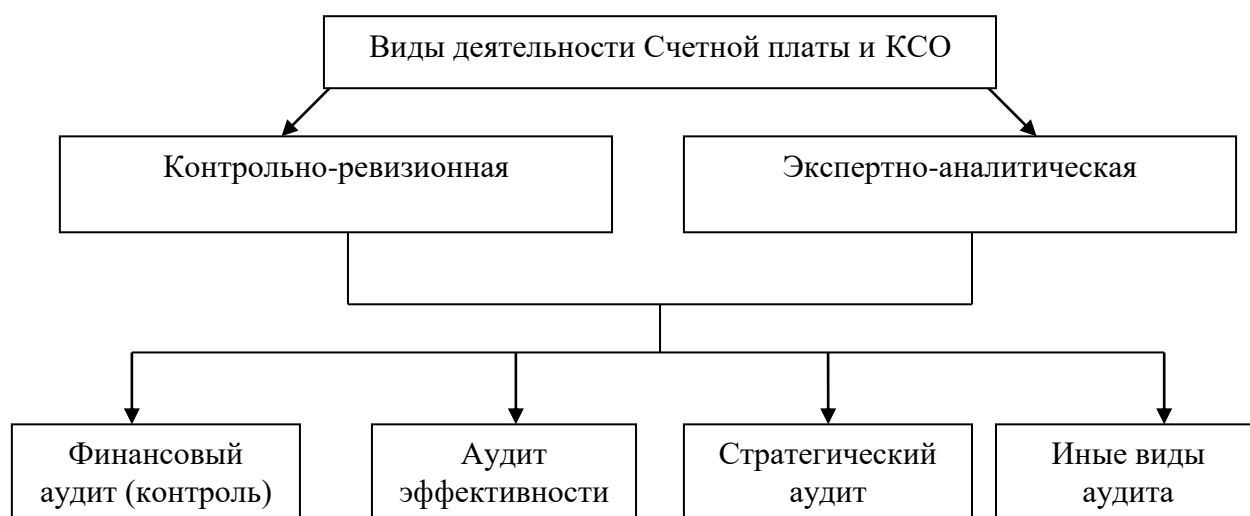 Виды деятельности Счетной платы и КСО
Контрольно-ревизионная
Экспертно-аналитическая
Финансовый
аудит (контроль)
Аудит
эффективности
Стратегический
аудит
Иные виды
аудита